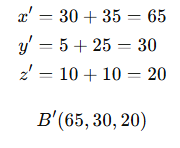 x′ = 30 + 35 = 65
y′ = 5 + 25 = 30
z′ = 10 + 10 = 20
B′(65, 30, 20)